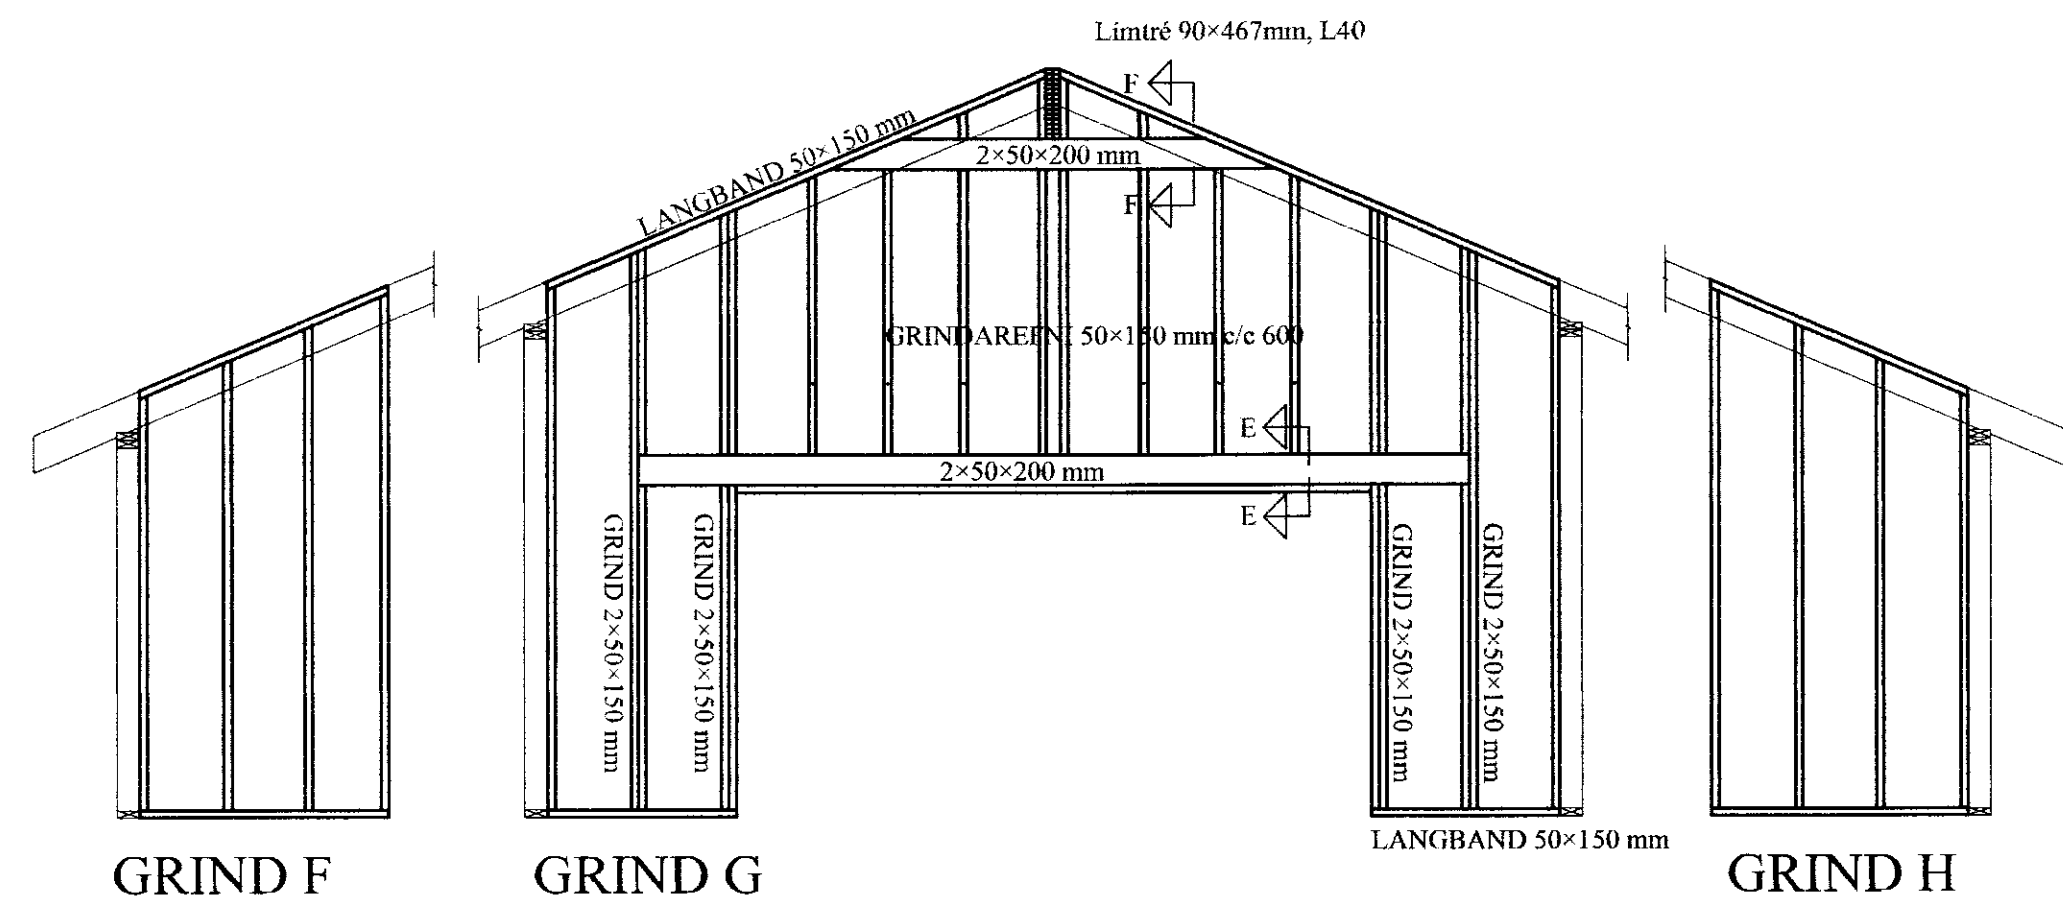 Límtré 90×467mm, L40
F
LANGBAND 50×150 mm
2×50×200 mm
F
GRINDAREFNI 50×150 mm c/c 600
E
2×50×200 mm
E
GRIND 2×50×150 mm
GRIND 2×50×150 mm
GRIND 2×50×150 mm
GRIND 2×50×150 mm
LANGBAND 50×150 mm
GRIND F
GRIND G
GRIND H